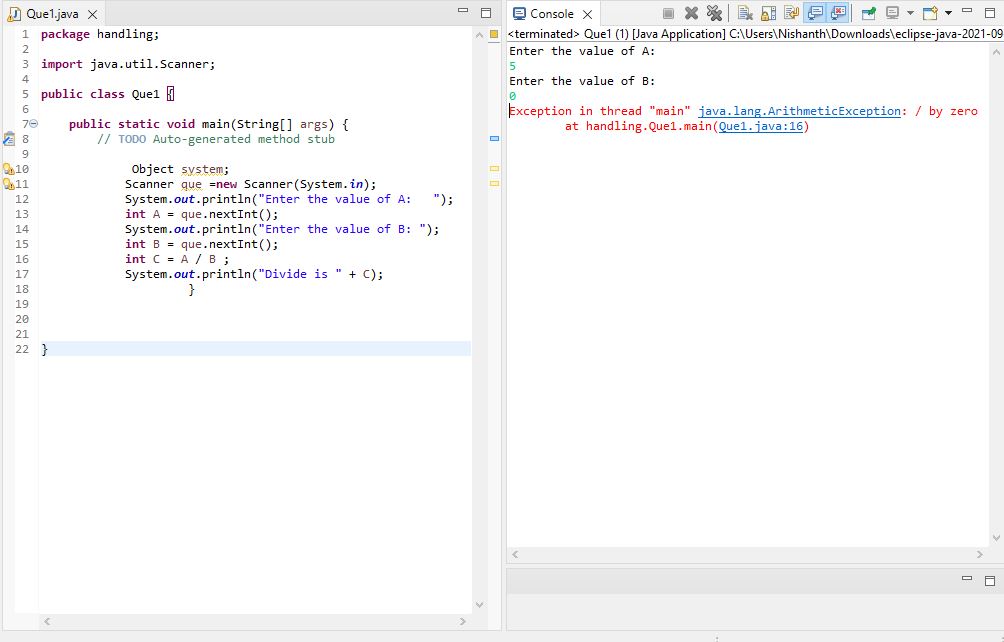 Que1.java
1 package handling;
2
3 import java.util.Scanner;
4
5 public class Que1 {
6
7 public static void main(String[] args) {
8 // TODO Auto-generated method stub
9
10 Object system;
11 Scanner que =new Scanner(System.in);
12 System.out.println("Enter the value of A:   ");
13 int A = que.nextInt();
14 System.out.println("Enter the value of B: ");
15 int B = que.nextInt();
16 int C = A / B ;
17 System.out.println("Divide is " + C);
18 }
19
20
21
22 }
Console
<terminated> Que1 (1) [Java Application] C:\Users\Nishanth\Downloads\eclipse-java-2021-09
Enter the value of A:
5
Enter the value of B:
0
Exception in thread "main" java.lang.ArithmeticException: / by zero
at handling.Que1.main(Que1.java:16)